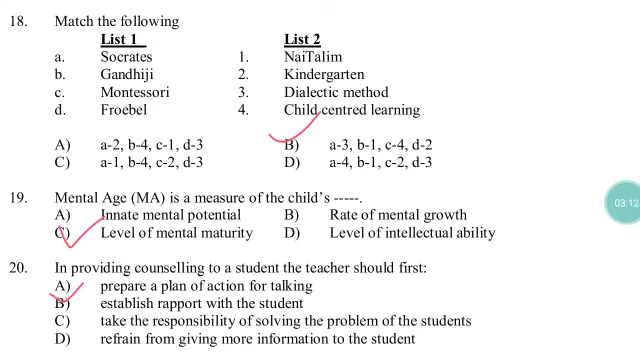 18. Match the following
List 1 List 2
a. Socrates 1. NaiTalim
b. Gandhiji 2. Kindergarten
c. Montessori 3. Dialectic method
d. Froebel 4. Child centred learning
A) a-2, b-4, c-1, d-3 B) a-3, b-1, c-4, d-2
C) a-1, b-4, c-2, d-3 D) a-4, b-1, c-2, d-3
19. Mental Age (MA) is a measure of the child's -----.
A) Innate mental potential B) Rate of mental growth
C) Level of mental maturity D) Level of intellectual ability
20. In providing counselling to a student the teacher should first:
A) prepare a plan of action for talking
B) establish rapport with the student
C) take the responsibility of solving the problem of the students
D) refrain from giving more information to the student
03:12